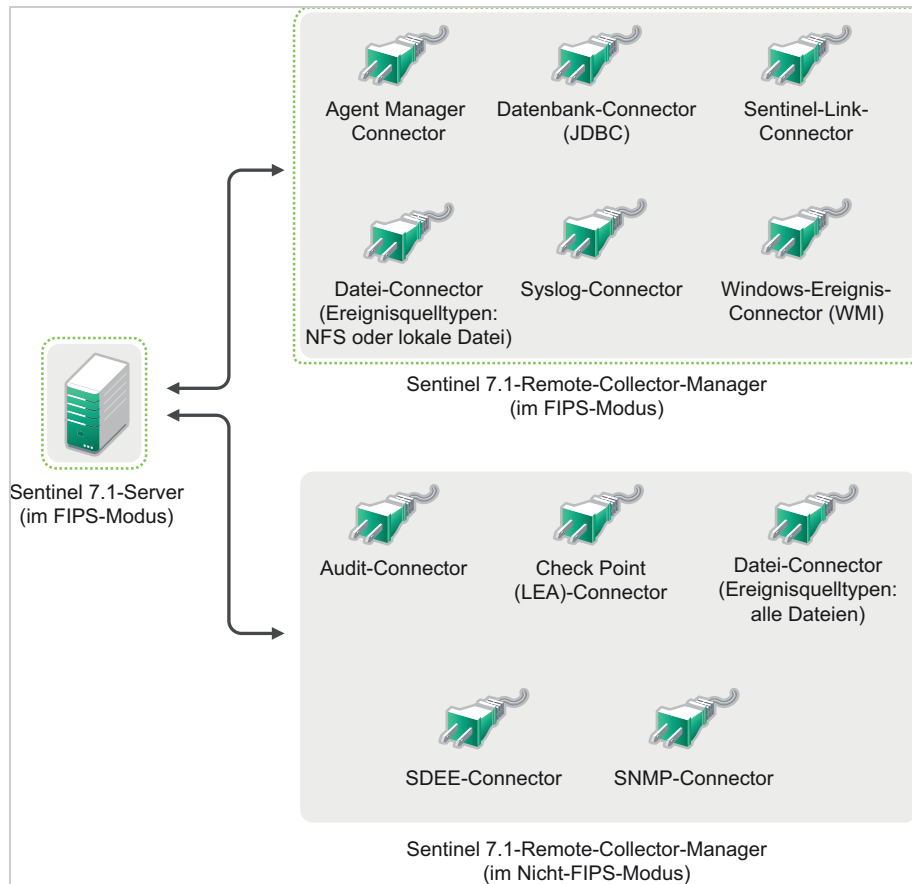 Agent Manager
Connector
Datenbank-Connector
(JDBC)
Sentinel-Link-
Connector
Datei-Connector
(Ereignisquelltypen:
NFS oder lokale Datei)
Syslog-Connector
Windows-Ereignis-
Connector (WMI)
Sentinel 7.1-Remote-Collector-Manager
(im FIPS-Modus)
Sentinel 7.1-Server
(im FIPS-Modus)
Audit-Connector
Check Point
(LEA)-Connector
Datei-Connector
(Ereignisquelltypen:
alle Dateien)
SDEE-Connector
SNMP-Connector
Sentinel 7.1-Remote-Collector-Manager
(im Nicht-FIPS-Modus)